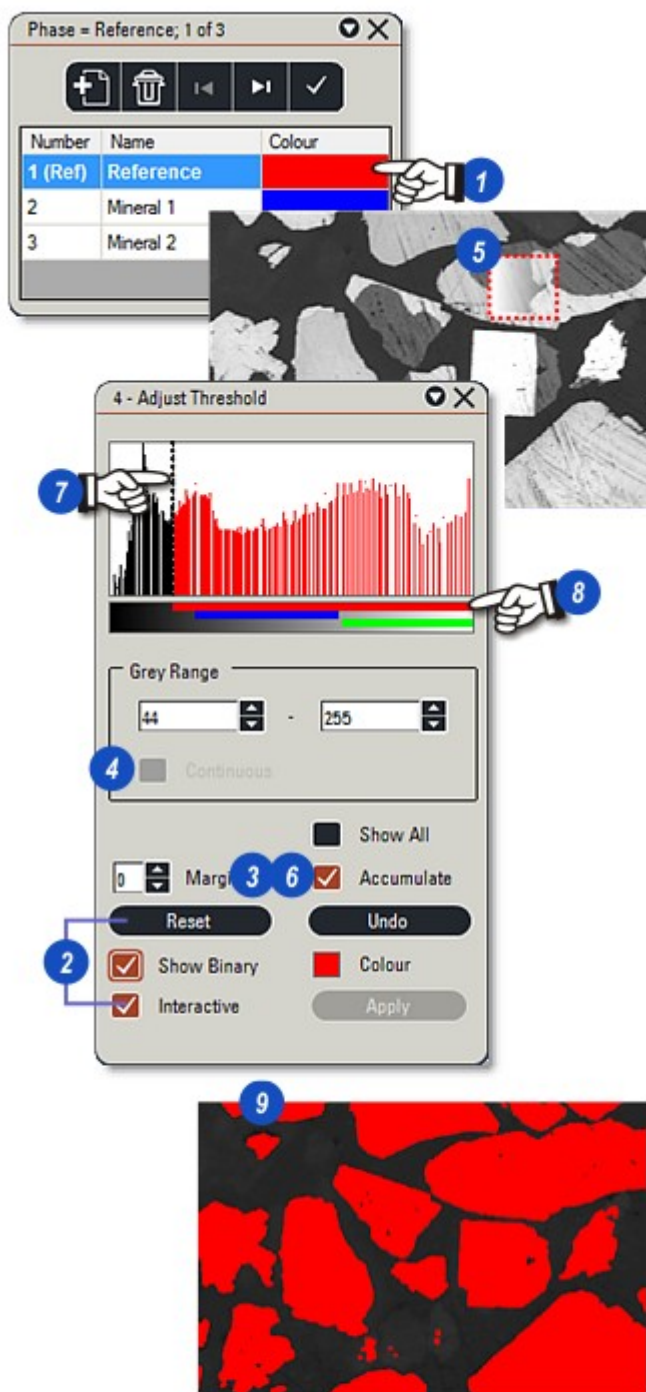 Phase = Reference; 1 of 3
Number Name Colour
1 (Ref) Reference
1
2 Mineral 1
3 Mineral 2
5
4 - Adjust Threshold
7
8
Grey Range
44 - 255
4 Continuous
Show All
0 3 6 Accumulate
Reset Undo
2 Show Binary Colour
Interactive Apply
9